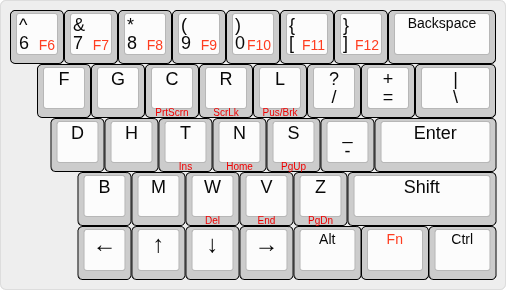 ^ & * ( ) { } Backspace
6 F6 7 F7 8 F8 9 F9 0 F10 [ F11 ] F12
F G C R L ? + |
/ = \
PrtScrn ScrLk Pus/Brk
D H T N S _ Enter
-
Ins Home PgUp
B M W V Z Shift
Del End PgDn
← ↑ ↓ → Alt Fn Ctrl